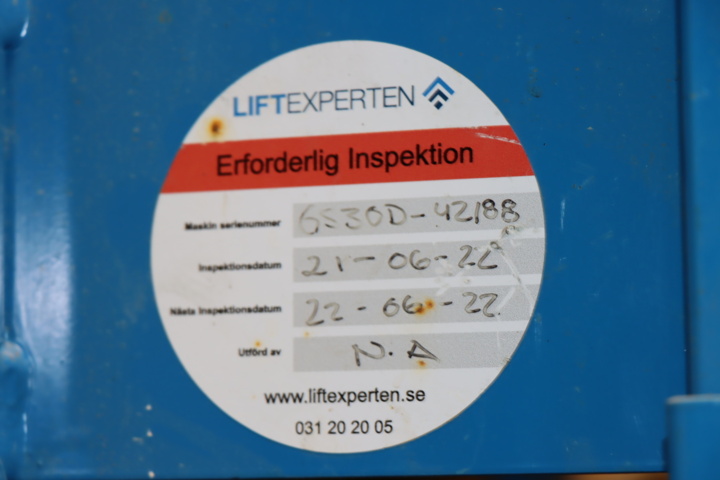 LIFTEXPERTEN
Erforderlig Inspektion
Maskin serienummer 6S30D-42188
Inspektionsdatum 21-06-22
Nästa Inspektionsdatum 22-06-22
Utförd av N.A
www.liftexperten.se
031 20 20 05